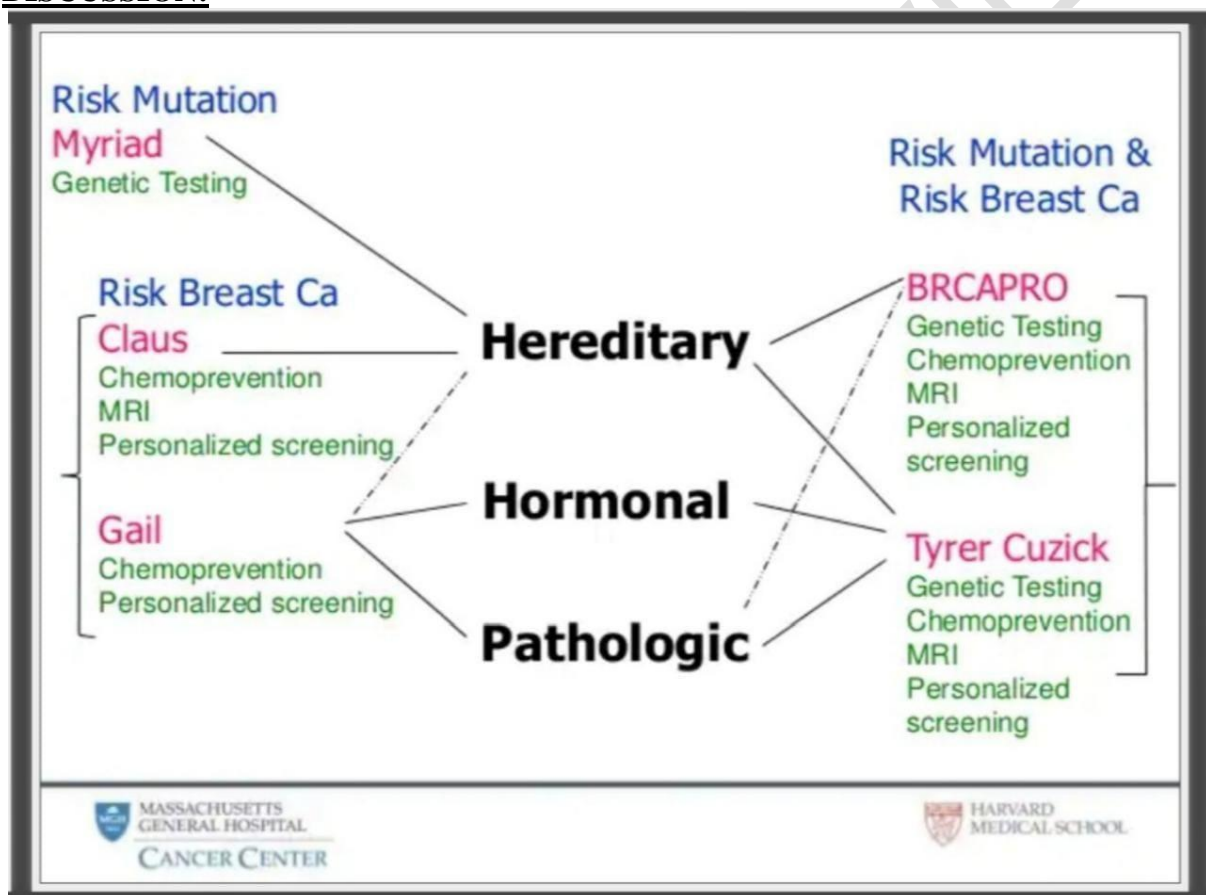 DISCUSSION:
Risk Mutation
Myriad
Genetic Testing
Risk Breast Ca
Claus
Chemoprevention
MRI
Personalized screening
Gail
Chemoprevention
Personalized screening
Hereditary
Hormonal
Pathologic
Risk Mutation &
Risk Breast Ca
BRCAPRO
Genetic Testing
Chemoprevention
MRI
Personalized
screening
Tyrer Cuzick
Genetic Testing
Chemoprevention
MRI
Personalized
screening
MASSACHUSETTS
GENERAL HOSPITAL
CANCER CENTER
HARVARD
MEDICAL SCHOOL